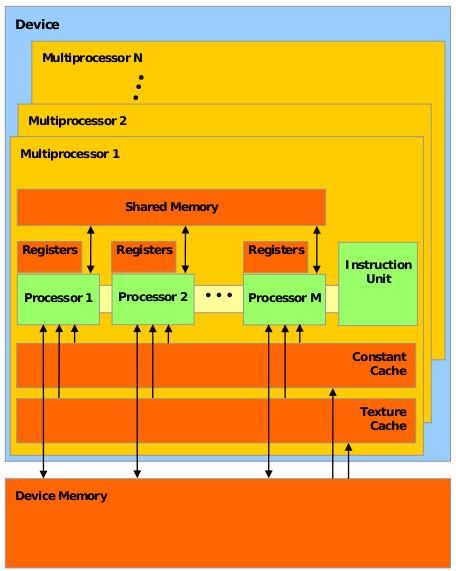 Device
Multiprocessor N
Multiprocessor 2
Multiprocessor 1
Shared Memory
Registers
Registers
Registers
Processor 1
Processor 2
Processor M
Instruction
Unit
Constant
Cache
Texture
Cache
Device Memory